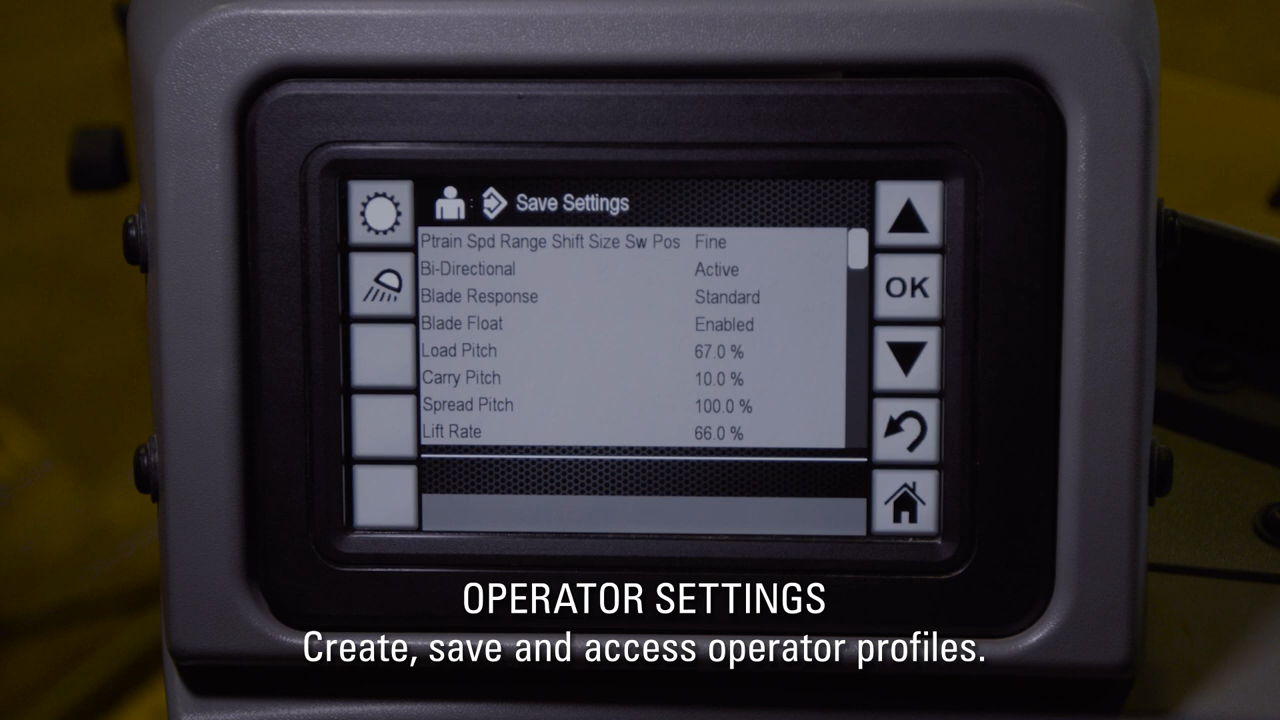 : Save Settings
Ptrain Spd Range Shift Size Sw Pos Fine
Bi-Directional Active
Blade Response Standard
Blade Float Enabled
Load Pitch 67.0 %
Carry Pitch 10.0 %
Spread Pitch 100.0 %
Lift Rate 66.0 %
OK
OPERATOR SETTINGS
Create, save and access operator profiles.